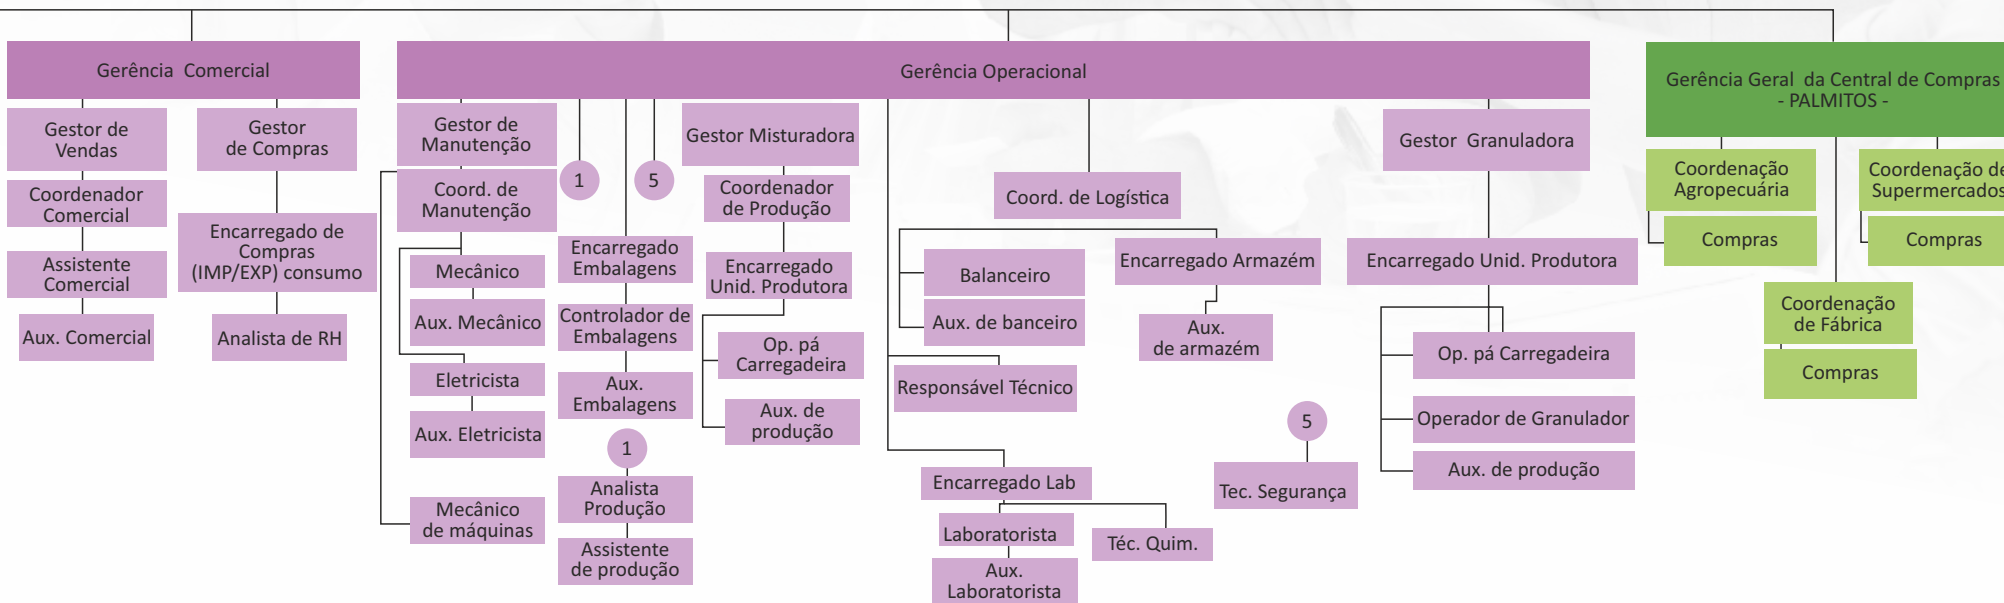 Gerência Comercial
Gestor de
Vendas
Coordenador
Comercial
Assistente
Comercial
Aux. Comercial
Gestor
de Compras
Encarregado de
Compras
(IMP/EXP) consumo
Analista de RH
Gerência Operacional
Gestor de
Manutenção
Coord. de
Manutenção
Mecânico
Aux. Mecânico
Eletricista
Aux. Eletricista
Mecânico
de máquinas
1
5
Encarregado
Embalagens
Controlador de
Embalagens
Aux.
Embalagens
1
Analista
Produção
Assistente
de produção
Gestor Misturadora
Coordenador
de Produção
Encarregado
Unid. Produtora
Op. pá
Carregadeira
Aux. de
produção
Coord. de Logística
Balanceiro
Aux. de banceiro
Encarregado Armazém
Aux.
de armazém
Responsável Técnico
Encarregado Lab
Laboratorista
Aux.
Laboratorista
Téc. Quim.
5
Tec. Segurança
Gestor Granuladora
Encarregado Unid. Produtora
Op. pá Carregadeira
Operador de Granulador
Aux. de produção
Gerência Geral da Central de Compras
- PALMITOS -
Coordenação
Agropecuária
Compras
Coordenação de
Supermercados
Compras
Coordenação
de Fábrica
Compras